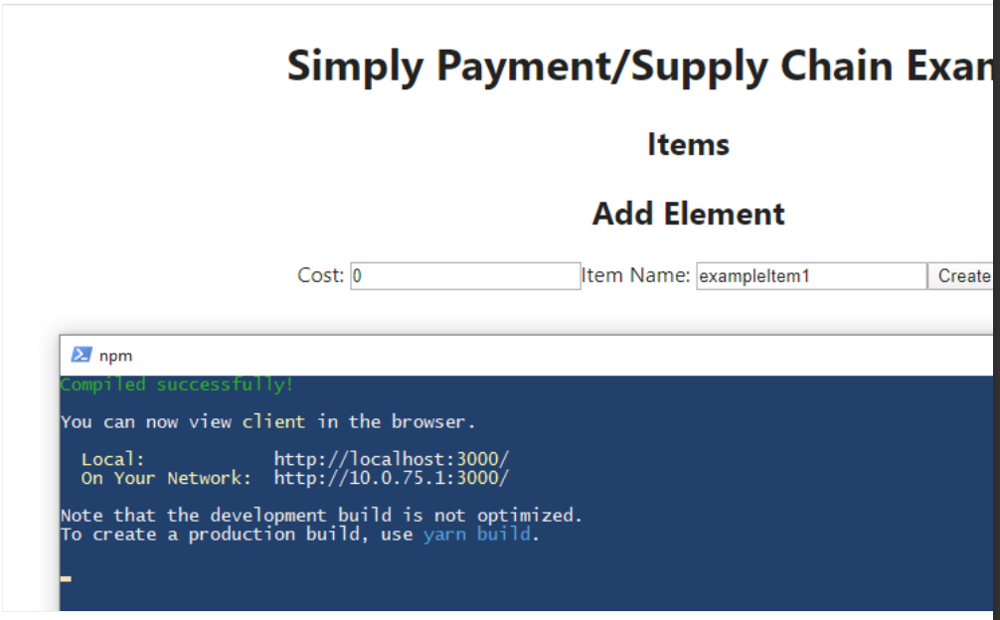 Simply Payment/Supply Chain Exam
Items
Add Element
Cost: 0 Item Name: exampleItem1 Create
npm
Compiled successfully!
You can now view client in the browser.
Local: http://localhost:3000/
On Your Network: http://10.0.75.1:3000/
Note that the development build is not optimized.
To create a production build, use yarn build.